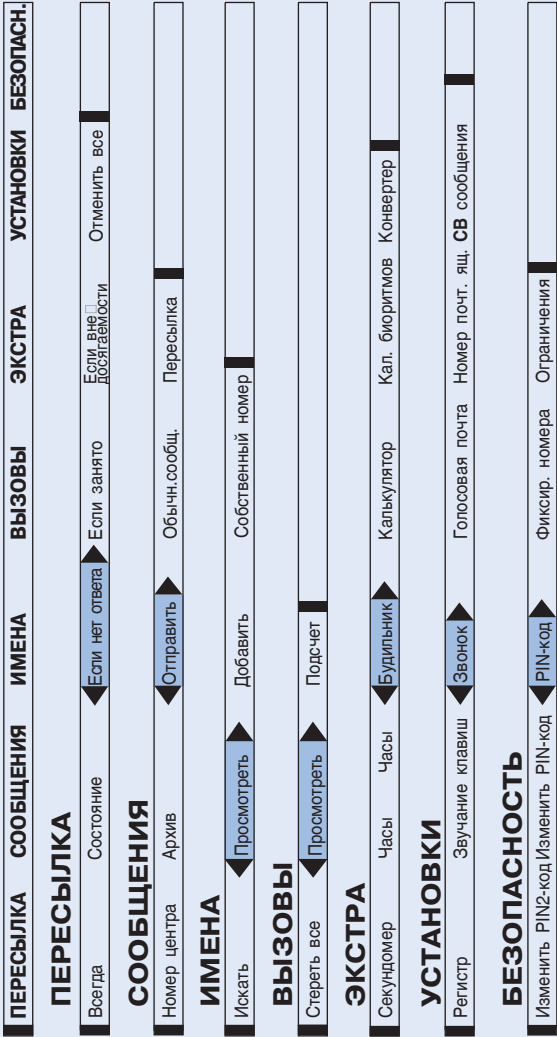 ПЕРЕСЫЛКА СООБЩЕНИЯ ИМЕНА ВЫЗОВЫ ЭКСТРА УСТАНОВКИ БЕЗОПАСН.
ПЕРЕСЫЛКА
Всегда Состояние Если нет ответа Если занято Если вне досягаемости Отменить все
СООБЩЕНИЯ
Номер центра Архив Отправить Обычн.сообщ. Пересылка
ИМЕНА
Искать Просмотреть Добавить Собственный номер
ВЫЗОВЫ
Стереть все Просмотреть Подсчет
ЭКСТРА
Секундомер Часы Часы Будильник Калькулятор Кал. биоритмов Конвертер
УСТАНОВКИ
Регистр Звучание клавиш Звонок Голосовая почта Номер почт. ящ. СВ сообщения
БЕЗОПАСНОСТЬ
Изменить PIN2-код Изменить PIN-код PIN-код Фиксир. номера Ограничения